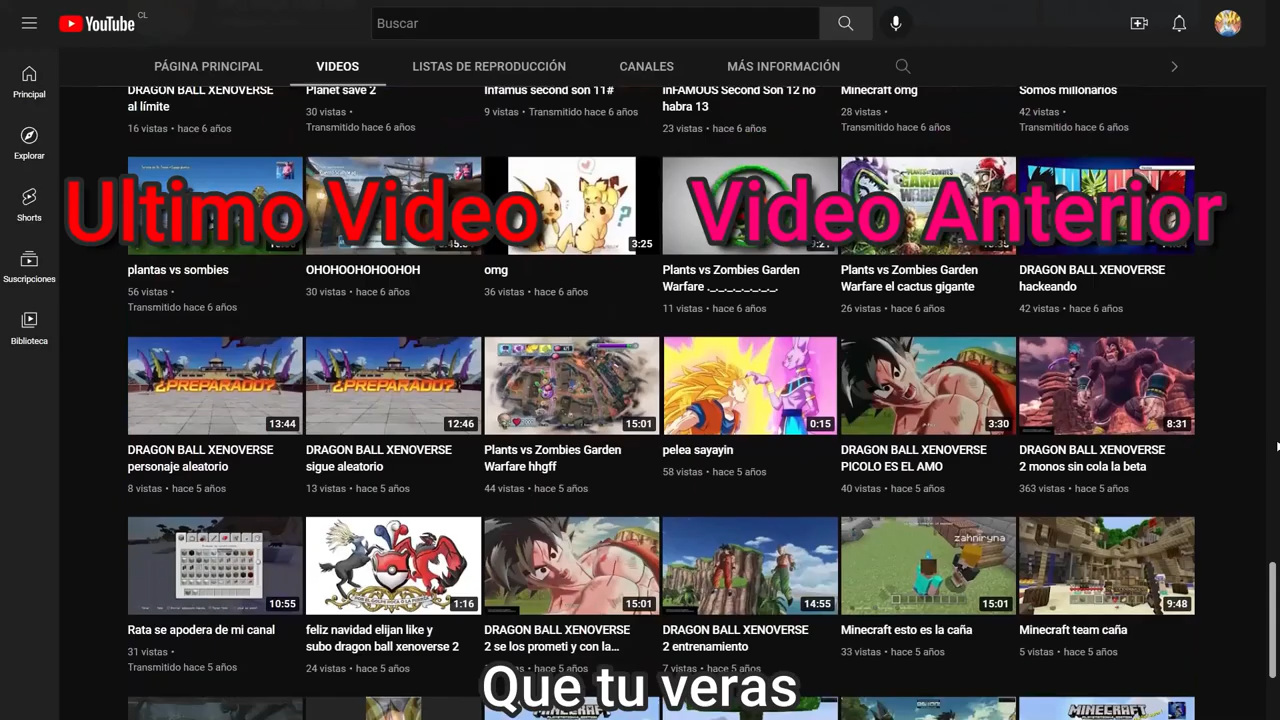 YouTube CL
Buscar
PÁGINA PRINCIPAL VIDEOS LISTAS DE REPRODUCCIÓN CANALES MÁS INFORMACIÓN
Principal
Explorar
Shorts
Suscripciones
Biblioteca
DRAGON BALL XENOVERSE
al límite
16 vistas • hace 6 años
Planet save 2
30 vistas •
Transmitido hace 6 años
Infamus second son 11#
9 vistas • Transmitido hace 6 años
inFAMOUS Second Son 12 no
habra 13
23 vistas • hace 6 años
Minecraft omg
28 vistas •
Transmitido hace 6 años
Somos millonarios
42 vistas •
Transmitido hace 6 años
Ultimo Video
Video Anterior
3:25
plantas vs sombies
56 vistas •
Transmitido hace 6 años
OHOHOOHOOHOH
30 vistas • hace 6 años
omg
36 vistas • hace 6 años
Plants vs Zombies Garden
Warfare ._._._._._._._.
11 vistas • hace 6 años
Plants vs Zombies Garden
Warfare el cactus gigante
26 vistas • hace 6 años
DRAGON BALL XENOVERSE
hackeando
42 vistas • hace 6 años
¿PREPARADO?
13:44
DRAGON BALL XENOVERSE
personaje aleatorio
8 vistas • hace 5 años
¿PREPARADO?
12:46
DRAGON BALL XENOVERSE
sigue aleatorio
13 vistas • hace 5 años
15:01
Plants vs Zombies Garden
Warfare hhgff
44 vistas • hace 5 años
0:15
pelea sayayin
58 vistas • hace 5 años
3:30
DRAGON BALL XENOVERSE
PICOLO ES EL AMO
40 vistas • hace 5 años
8:31
DRAGON BALL XENOVERSE
2 monos sin cola la beta
363 vistas • hace 5 años
10:55
Rata se apodera de mi canal
31 vistas •
Transmitido hace 5 años
1:16
feliz navidad elijan like y
subo dragon ball xenoverse 2
24 vistas • hace 5 años
15:01
DRAGON BALL XENOVERSE
2 se los prometi y con la...
14:55
DRAGON BALL XENOVERSE
2 entrenamiento
7 vistas • hace 5 años
zahniryna
15:01
Minecraft esto es la caña
33 vistas • hace 5 años
9:48
Minecraft team caña
36 vistas • hace 5 años
Que tu veras
MINECRAFT
MINECRAFT